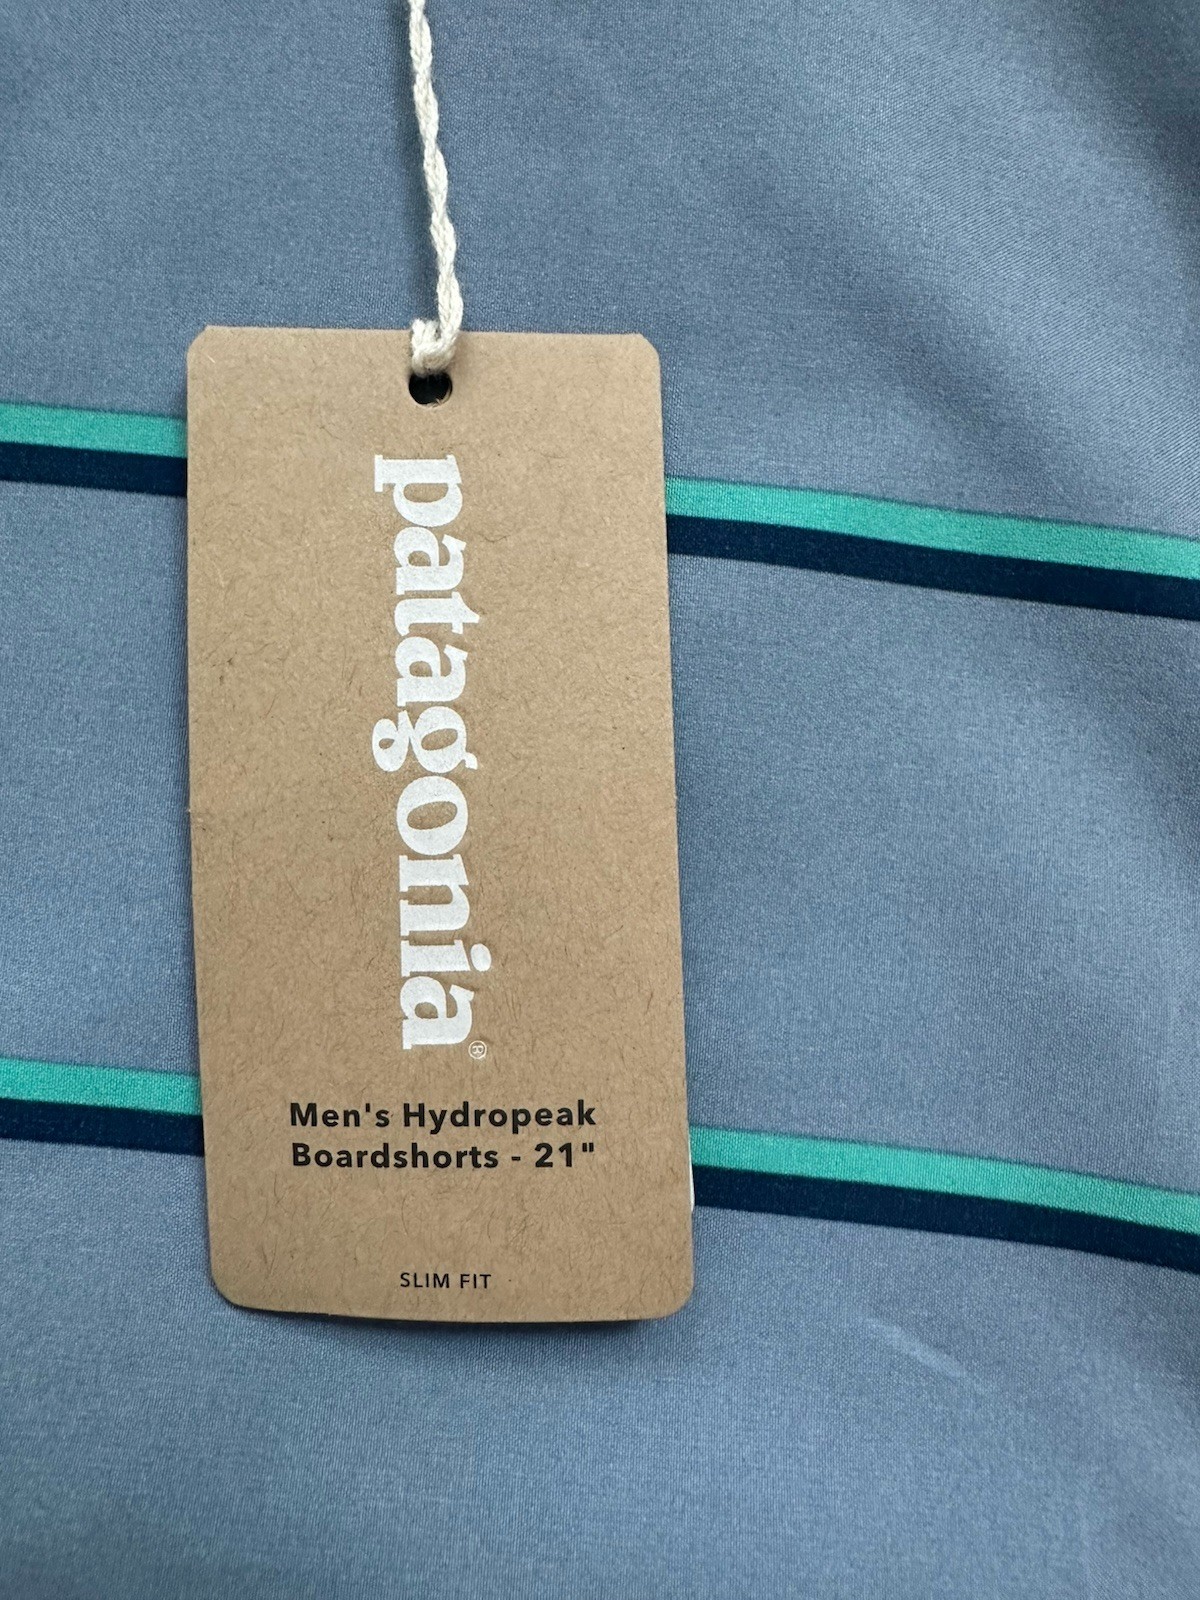 patagonia®
Men's Hydropeak
Boardshorts - 21"
SLIM FIT